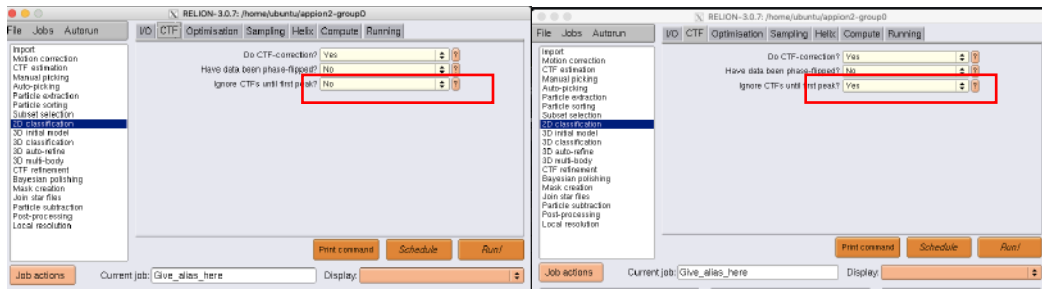 RELION-3.0.7: /home/ubuntu/appion2-group0
File Jobs Autorun
I/O CTF Optimisation Sampling Helix Compute Running
Import
Motion correction
CTF estimation
Manual picking
Auto-picking
Particle extraction
Particle sorting
Subset selection
2D classification
3D initial model
3D classification
3D auto-refine
3D multi-body
CTF refinement
Bayesian polishing
Mask creation
Join star files
Particle subtraction
Post-processing
Local resolution
Do CTF-correction? Yes ?
Have data been phase-flipped? No ?
Ignore CTFs until first peak? No ?
Print command Schedule Run!
Job actions Current job: Give_alias_here Display:
RELION-3.0.7: /home/ubuntu/appion2-group0
File Jobs Autorun
I/O CTF Optimisation Sampling Helix Compute Running
Import
Motion correction
CTF estimation
Manual picking
Auto-picking
Particle extraction
Particle sorting
Subset selection
2D classification
3D initial model
3D classification
3D auto-refine
3D multi-body
CTF refinement
Bayesian polishing
Mask creation
Join star files
Particle subtraction
Post-processing
Local resolution
Do CTF-correction? Yes ?
Have data been phase-flipped? No ?
Ignore CTFs until first peak? Yes ?
Print command Schedule Run!
Job actions Current job: Give_alias_here Display: